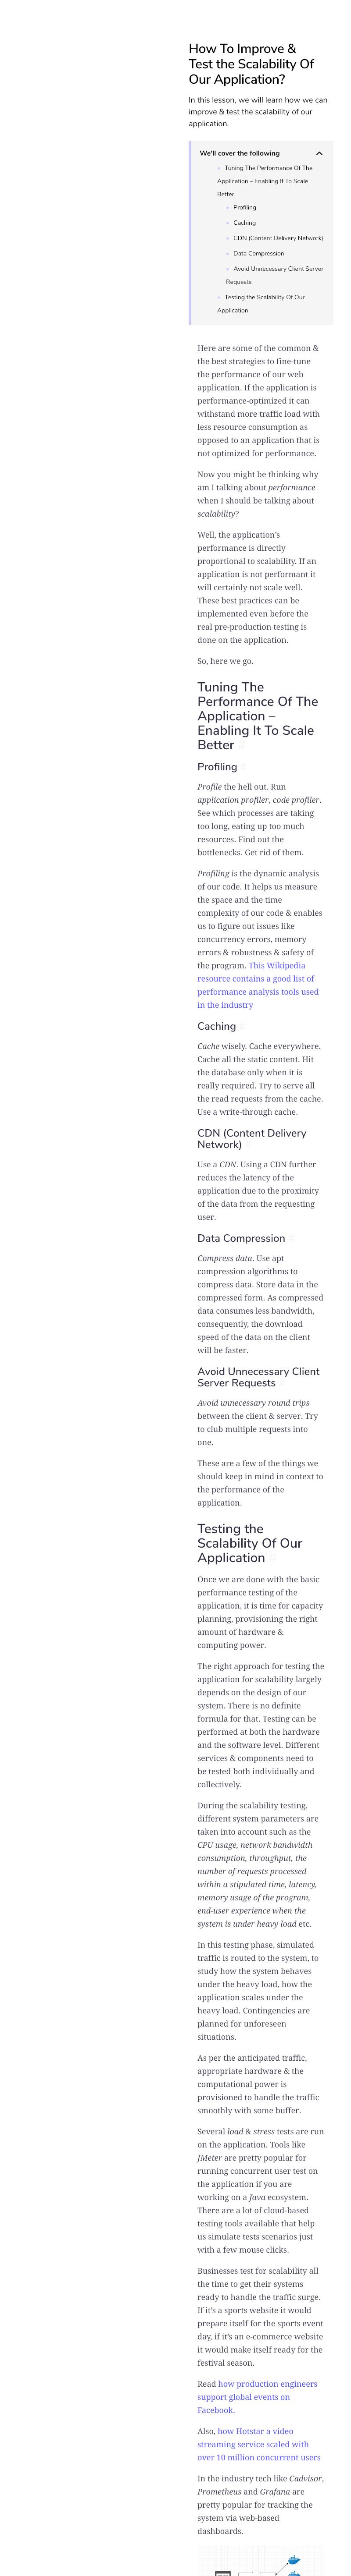 How To Improve &
Test the Scalability Of
Our Application?
In this lesson, we will learn how we can
improve & test the scalability of our
application.
We'll cover the following
Tuning The Performance Of The
Application – Enabling It To Scale
Better
Profiling
Caching
CDN (Content Delivery Network)
Data Compression
Avoid Unnecessary Client Server
Requests
Testing the Scalability Of Our
Application
Here are some of the common &
the best strategies to fine-tune
the performance of our web
application. If the application is
performance-optimized it can
withstand more traffic load with
less resource consumption as
opposed to an application that is
not optimized for performance.
Now you might be thinking why
am I talking about performance
when I should be talking about
scalability?
Well, the application's
performance is directly
proportional to scalability. If an
application is not performant it
will certainly not scale well.
These best practices can be
implemented even before the
real pre-production testing is
done on the application.
So, here we go.
Tuning The
Performance Of The
Application –
Enabling It To Scale
Better
Profiling
Profile the hell out. Run
application profiler, code profiler.
See which processes are taking
too long, eating up too much
resources. Find out the
bottlenecks. Get rid of them.
Profiling is the dynamic analysis
of our code. It helps us measure
the space and the time
complexity of our code & enables
us to figure out issues like
concurrency errors, memory
errors & robustness & safety of
the program. This Wikipedia
resource contains a good list of
performance analysis tools used
in the industry
Caching
Cache wisely. Cache everywhere.
Cache all the static content. Hit
the database only when it is
really required. Try to serve all
the read requests from the cache.
Use a write-through cache.
CDN (Content Delivery
Network)
Use a CDN. Using a CDN further
reduces the latency of the
application due to the proximity
of the data from the requesting
user.
Data Compression
Compress data. Use apt
compression algorithms to
compress data. Store data in the
compressed form. As compressed
data consumes less bandwidth,
consequently, the download
speed of the data on the client
will be faster.
Avoid Unnecessary Client
Server Requests
Avoid unnecessary round trips
between the client & server. Try
to club multiple requests into
one.
These are a few of the things we
should keep in mind in context to
the performance of the
application.
Testing the
Scalability Of Our
Application
Once we are done with the basic
performance testing of the
application, it is time for capacity
planning, provisioning the right
amount of hardware &
computing power.
The right approach for testing the
application for scalability largely
depends on the design of our
system. There is no definite
formula for that. Testing can be
performed at both the hardware
and the software level. Different
services & components need to
be tested both individually and
collectively.
During the scalability testing,
different system parameters are
taken into account such as the
CPU usage, network bandwidth
consumption, throughput, the
number of requests processed
within a stipulated time, latency,
memory usage of the program,
end-user experience when the
system is under heavy load etc.
In this testing phase, simulated
traffic is routed to the system, to
study how the system behaves
under the heavy load, how the
application scales under the
heavy load. Contingencies are
planned for unforeseen
situations.
As per the anticipated traffic,
appropriate hardware & the
computational power is
provisioned to handle the traffic
smoothly with some buffer.
Several load & stress tests are run
on the application. Tools like
JMeter are pretty popular for
running concurrent user test on
the application if you are
working on a Java ecosystem.
There are a lot of cloud-based
testing tools available that help
us simulate tests scenarios just
with a few mouse clicks.
Businesses test for scalability all
the time to get their systems
ready to handle the traffic surge.
If it's a sports website it would
prepare itself for the sports event
day, if it's an e-commerce website
it would make itself ready for the
festival season.
Read how production engineers
support global events on
Facebook.
Also, how Hotstar a video
streaming service scaled with
over 10 million concurrent users
In the industry tech like Cadvisor,
Prometheus and Grafana are
pretty popular for tracking the
system via web-based
dashboards.